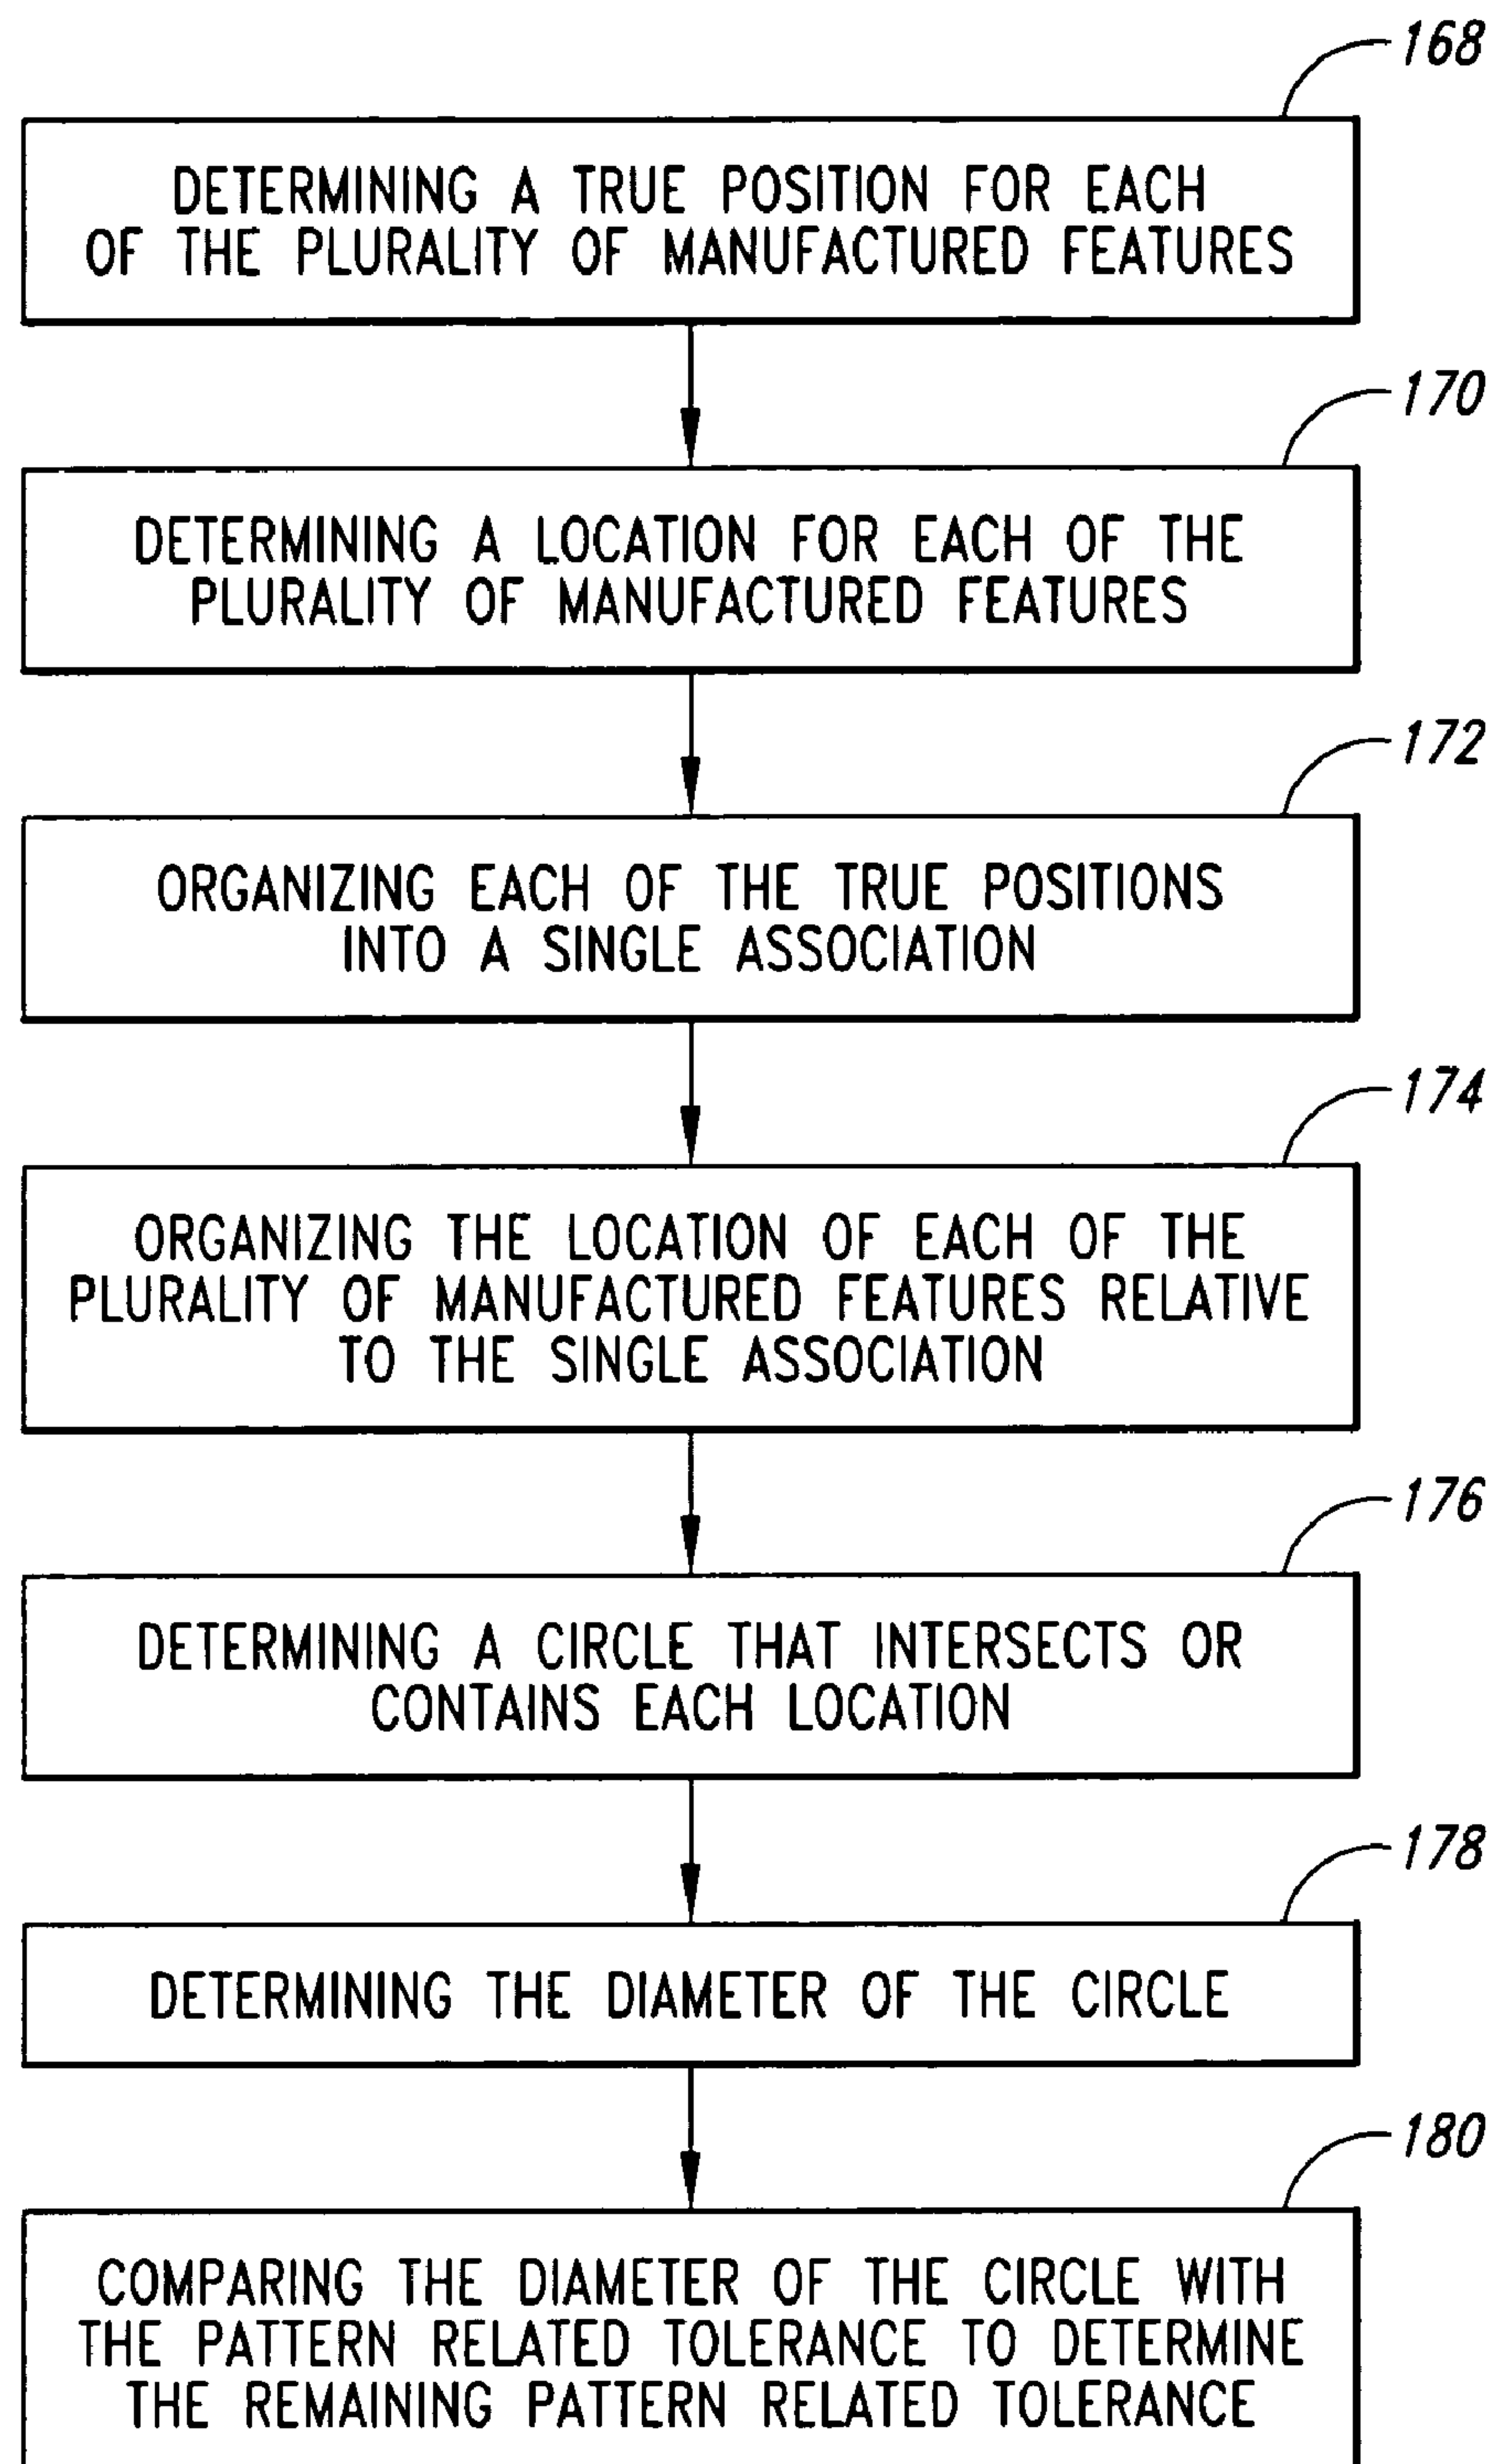 168
DETERMINING A TRUE POSITION FOR EACH
OF THE PLURALITY OF MANUFACTURED FEATURES
170
DETERMINING A LOCATION FOR EACH OF THE
PLURALITY OF MANUFACTURED FEATURES
172
ORGANIZING EACH OF THE TRUE POSITIONS
INTO A SINGLE ASSOCIATION
174
ORGANIZING THE LOCATION OF EACH OF THE
PLURALITY OF MANUFACTURED FEATURES RELATIVE
TO THE SINGLE ASSOCIATION
176
DETERMINING A CIRCLE THAT INTERSECTS OR
CONTAINS EACH LOCATION
178
DETERMINING THE DIAMETER OF THE CIRCLE
180
COMPARING THE DIAMETER OF THE CIRCLE WITH
THE PATTERN RELATED TOLERANCE TO DETERMINE
THE REMAINING PATTERN RELATED TOLERANCE